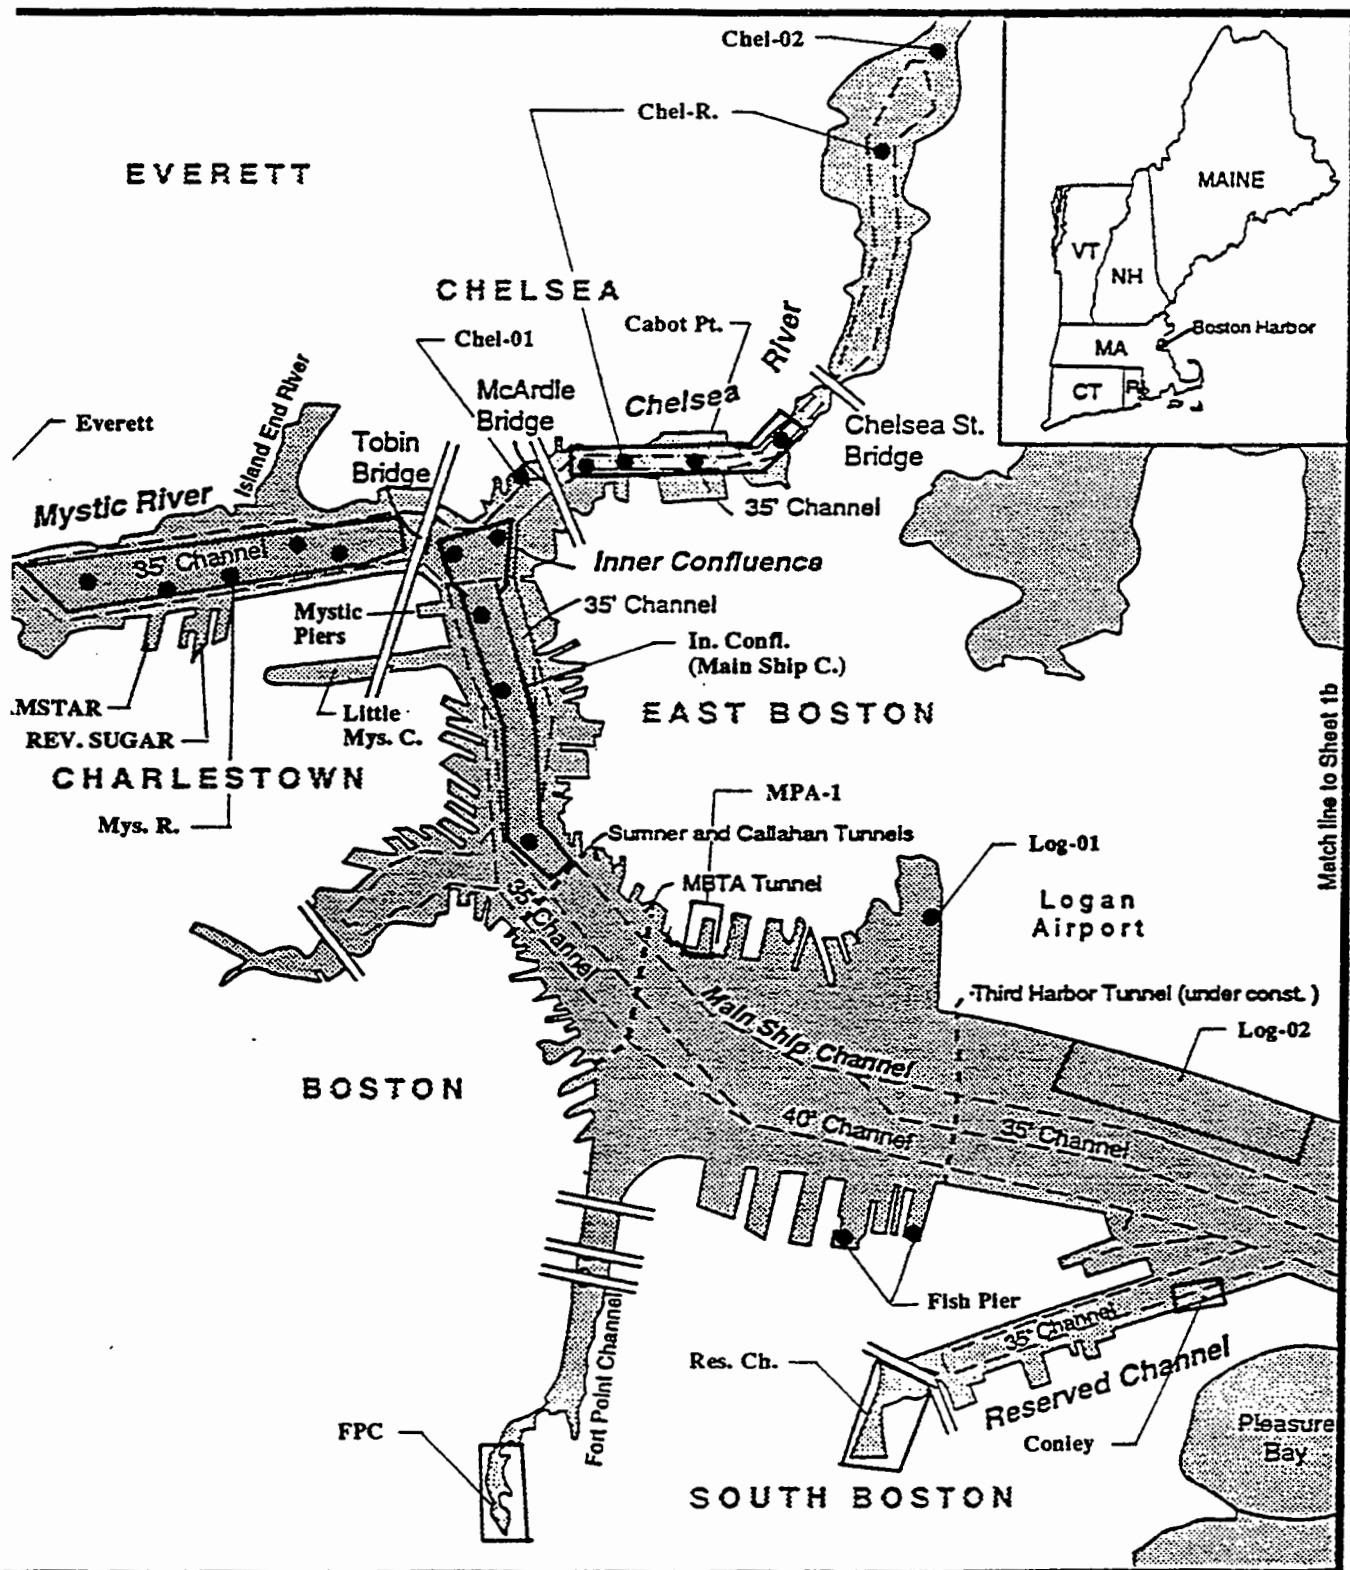 Chel-02
Chel-R.
EVERETT
MAINE
VT
NH
Boston Harbor
MA
CT
RI
CHELSEA
Cabot Pt.
River
Chel-01
McArdle
Bridge
Chelsea
Chelsea St.
Bridge
Everett
Island End River
Tobin
Bridge
Mystic River
35' Channel
35' Channel
Inner Confluence
35' Channel
Mystic
Piers
In. Confl.
(Main Ship C.)
.MSTAR
REV. SUGAR
Little
Mys. C.
EAST BOSTON
CHARLESTOWN
Mys. R.
MPA-1
Sumner and Callahan Tunnels
MBTA Tunnel
Log-01
Logan
Airport
Match line to Sheet 1b
35' Channel
Third Harbor Tunnel (under const.)
Log-02
Main Ship Channel
BOSTON
40' Channel
35' Channel
Fish Pier
Fort Point Channel
35' Channel
Res. Ch.
Reserved Channel
Conley
Pleasure
Bay
FPC
SOUTH BOSTON